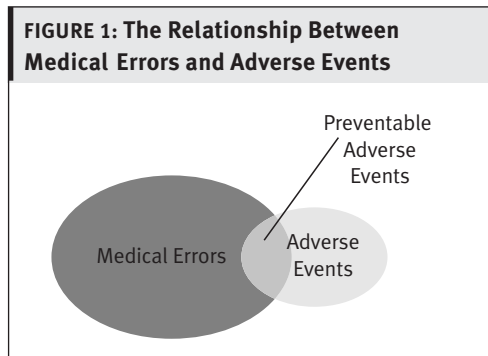 FIGURE 1: The Relationship Between
Medical Errors and Adverse Events
Preventable
Adverse
Events
Medical Errors
Adverse
Events